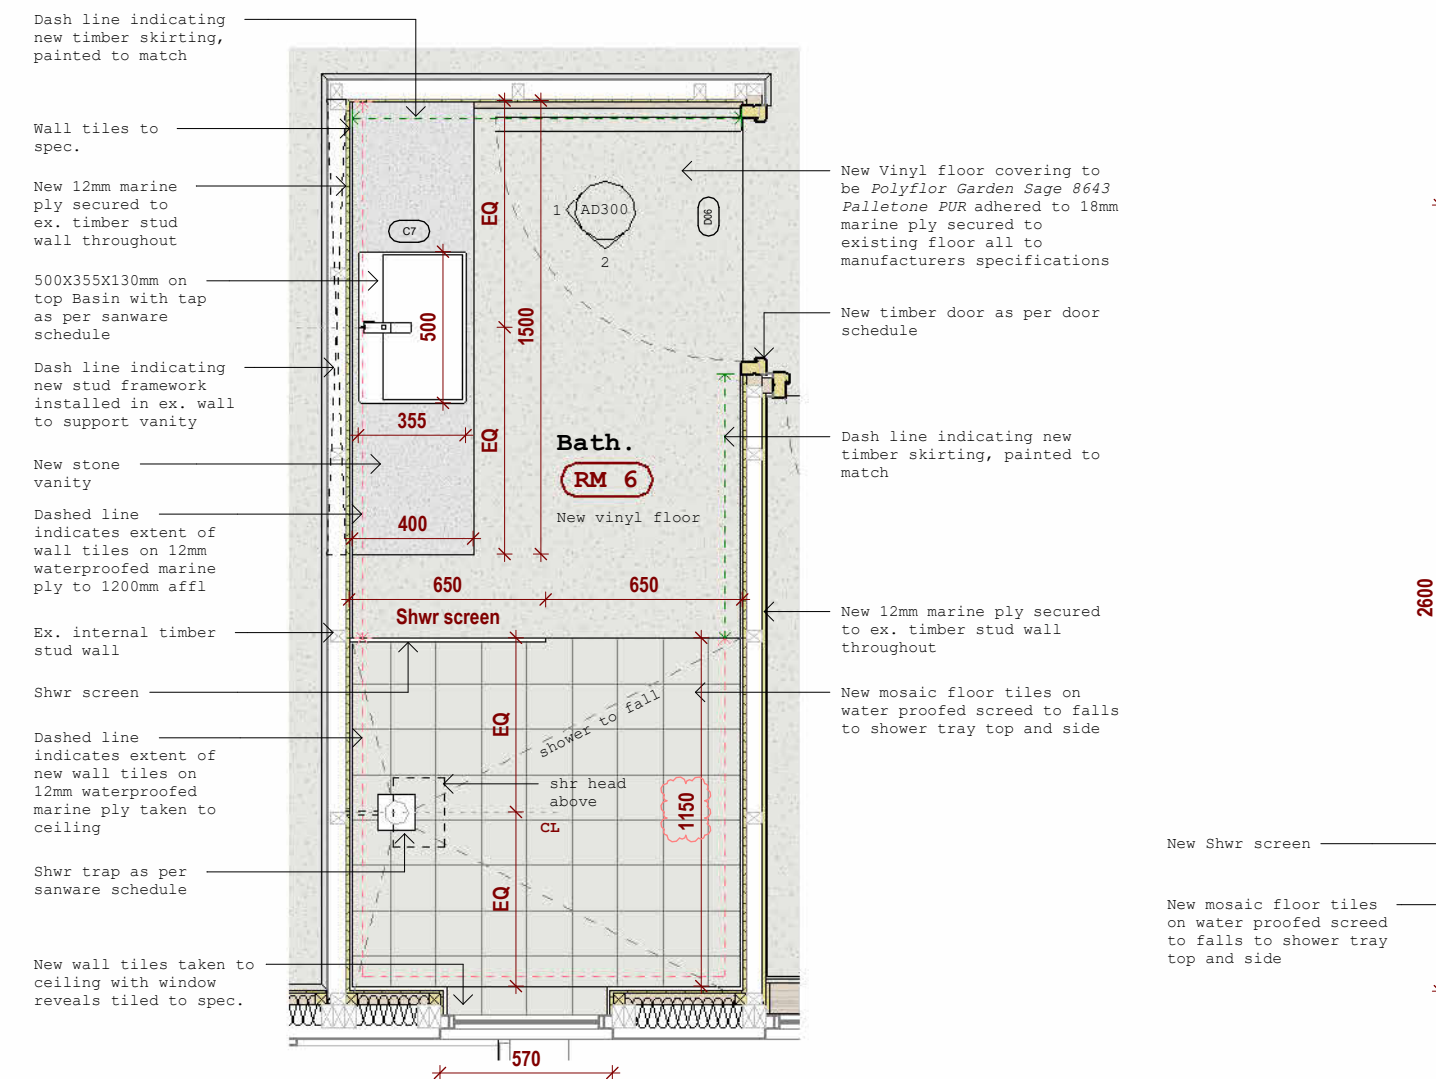 Dash line indicating
new timber skirting,
painted to match
Wall tiles to
spec.
New 12mm marine
ply secured to
ex. timber stud
wall throughout
500X355X130mm on
top Basin with tap
as per sanware
schedule
Dash line indicating
new stud framework
installed in ex. wall
to support vanity
New stone
vanity
Dashed line
indicates extent of
wall tiles on 12mm
waterproofed marine
ply to 1200mm affl
Ex. internal timber
stud wall
Shwr screen
Dashed line
indicates extent of
new wall tiles on
12mm waterproofed
marine ply taken to
ceiling
Shwr trap as per
sanware schedule
New wall tiles taken to
ceiling with window
reveals tiled to spec.
EQ
1500
1
AD300
2
D06
C7
500
355
EQ
Bath.
RM 6
New vinyl floor
400
650
650
Shwr screen
EQ
shower to fall
shr head
above
CL
1150
EQ
570
New Vinyl floor covering to
be Polyflor Garden Sage 8643
Palletone PUR adhered to 18mm
marine ply secured to
existing floor all to
manufacturers specifications
New timber door as per door
schedule
Dash line indicating new
timber skirting, painted to
match
New 12mm marine ply secured
to ex. timber stud wall
throughout
New mosaic floor tiles on
water proofed screed to falls
to shower tray top and side
2600
New Shwr screen
New mosaic floor tiles
on water proofed screed
to falls to shower tray
top and side